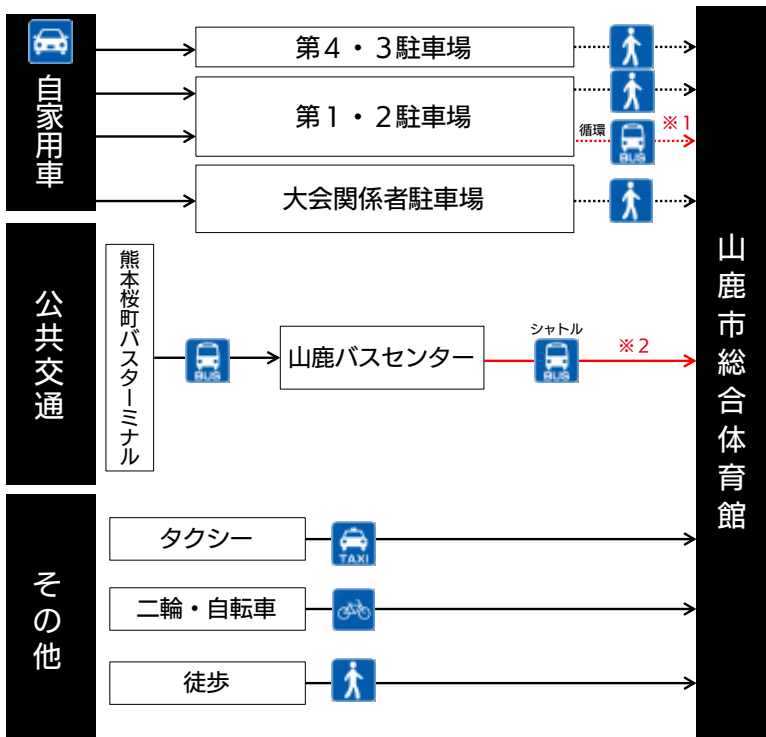 自家用車
第4・3駐車場
第1・2駐車場
循環
BUS
※1
大会関係者駐車場
公共交通
熊本桜町バスターミナル
BUS
山鹿バスセンター
シャトル
BUS
※2
その他
タクシー
TAXI
二輪・自転車
徒歩
山鹿市総合体育館